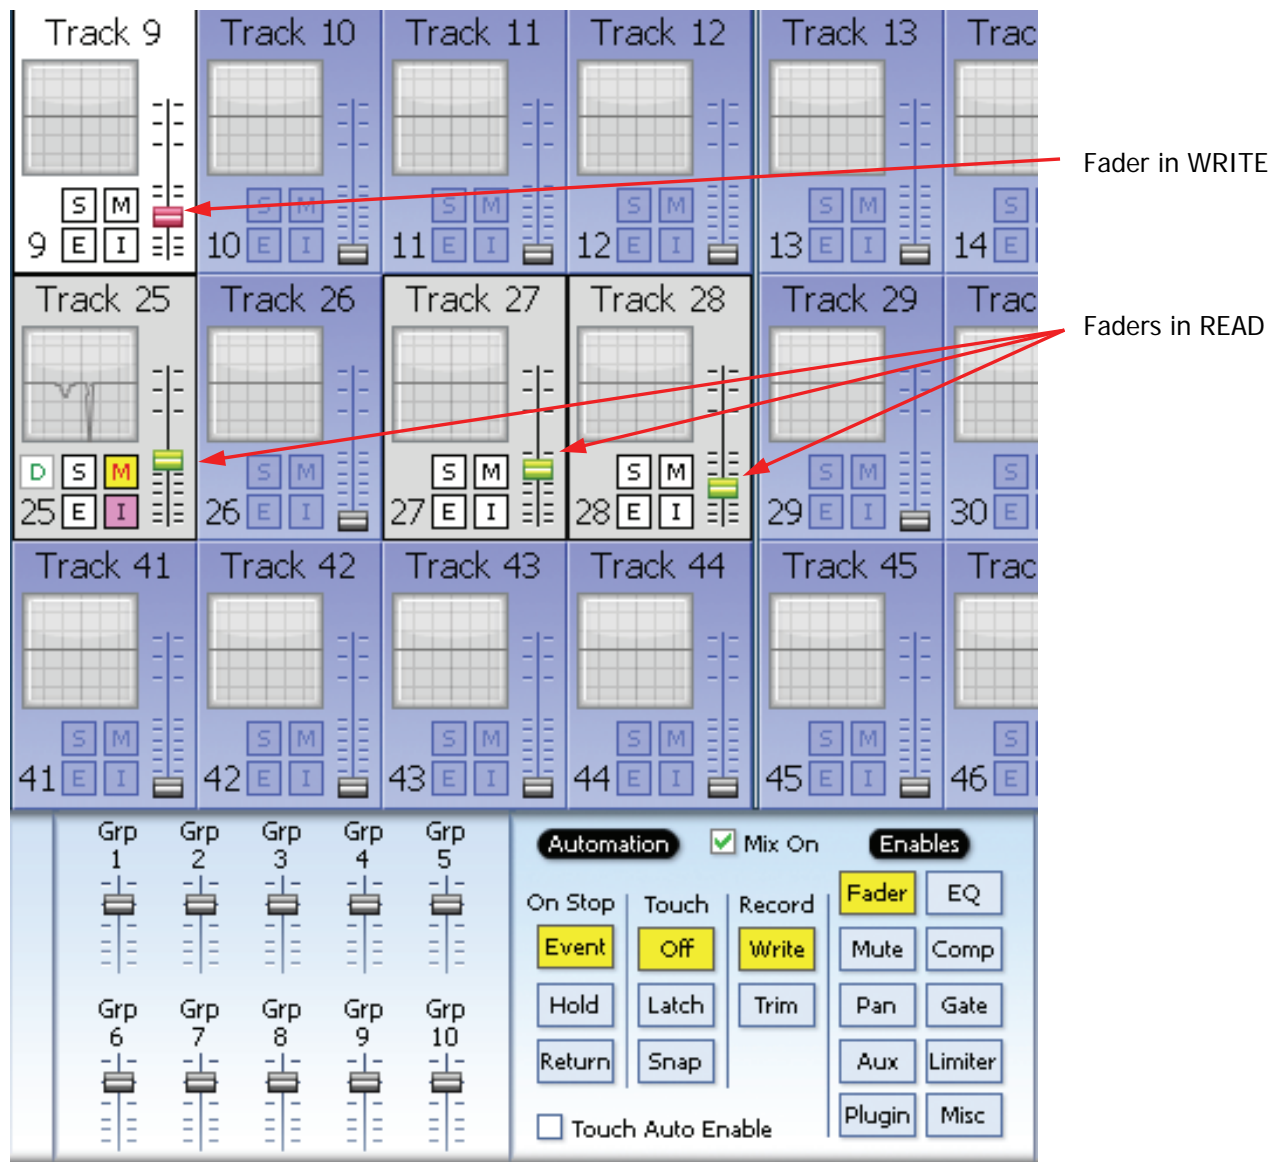 Track 9 Track 10 Track 11 Track 12 Track 13 Trac
Fader in WRITE
S M S M S M S M S M S
9 E I 10 E I 11 E I 12 E I 13 E I 14 E
Track 25 Track 26 Track 27 Track 28 Track 29 Trac
Faders in READ
D S M S M S M S M S M S
25 E I 26 E I 27 E I 28 E I 29 E I 30 E
Track 41 Track 42 Track 43 Track 44 Track 45 Trac
S M S M S M S M S M S
41 E I 42 E I 43 E I 44 E I 45 E I 46 E
Grp Grp Grp Grp Grp
1 2 3 4 5
Grp Grp Grp Grp Grp
6 7 8 9 10
Automation Mix On Enables
On Stop Touch Record Fader EQ
Event Off Write Mute Comp
Hold Latch Trim Pan Gate
Return Snap Aux Limiter
Touch Auto Enable Plugin Misc